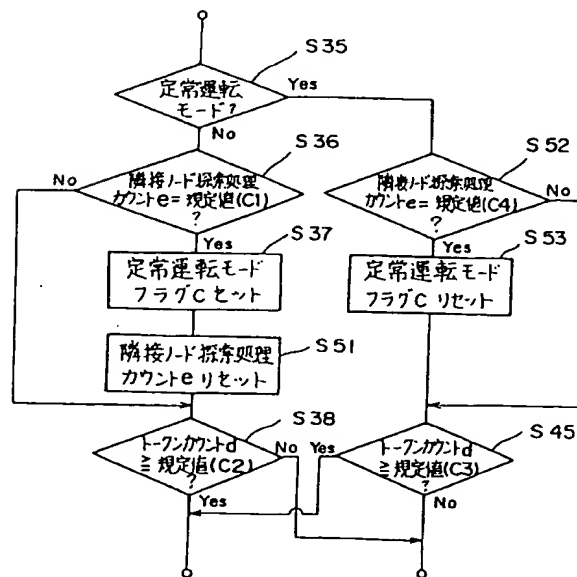 S35
定常運転
モード?
Yes
No
S36
隣接ノード探索処理
カウントe=規定値(C1)
?
No
Yes
S37
定常運転モード
フラグCセット
S51
隣接ノード探索処理
カウントeリセット
S38
トークンカウントd
≧規定値(C2)
?
No
Yes
S52
隣接ノード探索処理
カウントe=規定値(C4)
?
No
Yes
S53
定常運転モード
フラグCリセット
S45
トークンカウントd
≧規定値(C3)
?
Yes
No